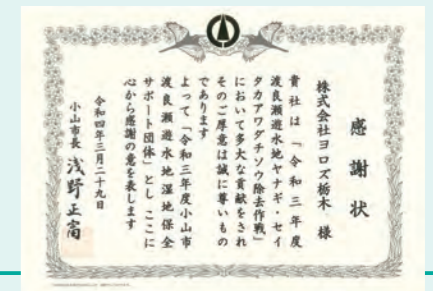 感謝状
株式会社ヨロズ栃木 様
貴社は「令和三年度
渡良瀬遊水地ヤナギ・セイ
タカアワダチソウ除去作戦」
において多大な貢献をされ
そのご厚意は誠に尊いもの
であります
よって「令和三年度小山市
渡良瀬遊水地湿地保全
サポート団体」とし ここに
心から感謝の意を表します
令和四年三月二十九日
小山市長 浅野正富